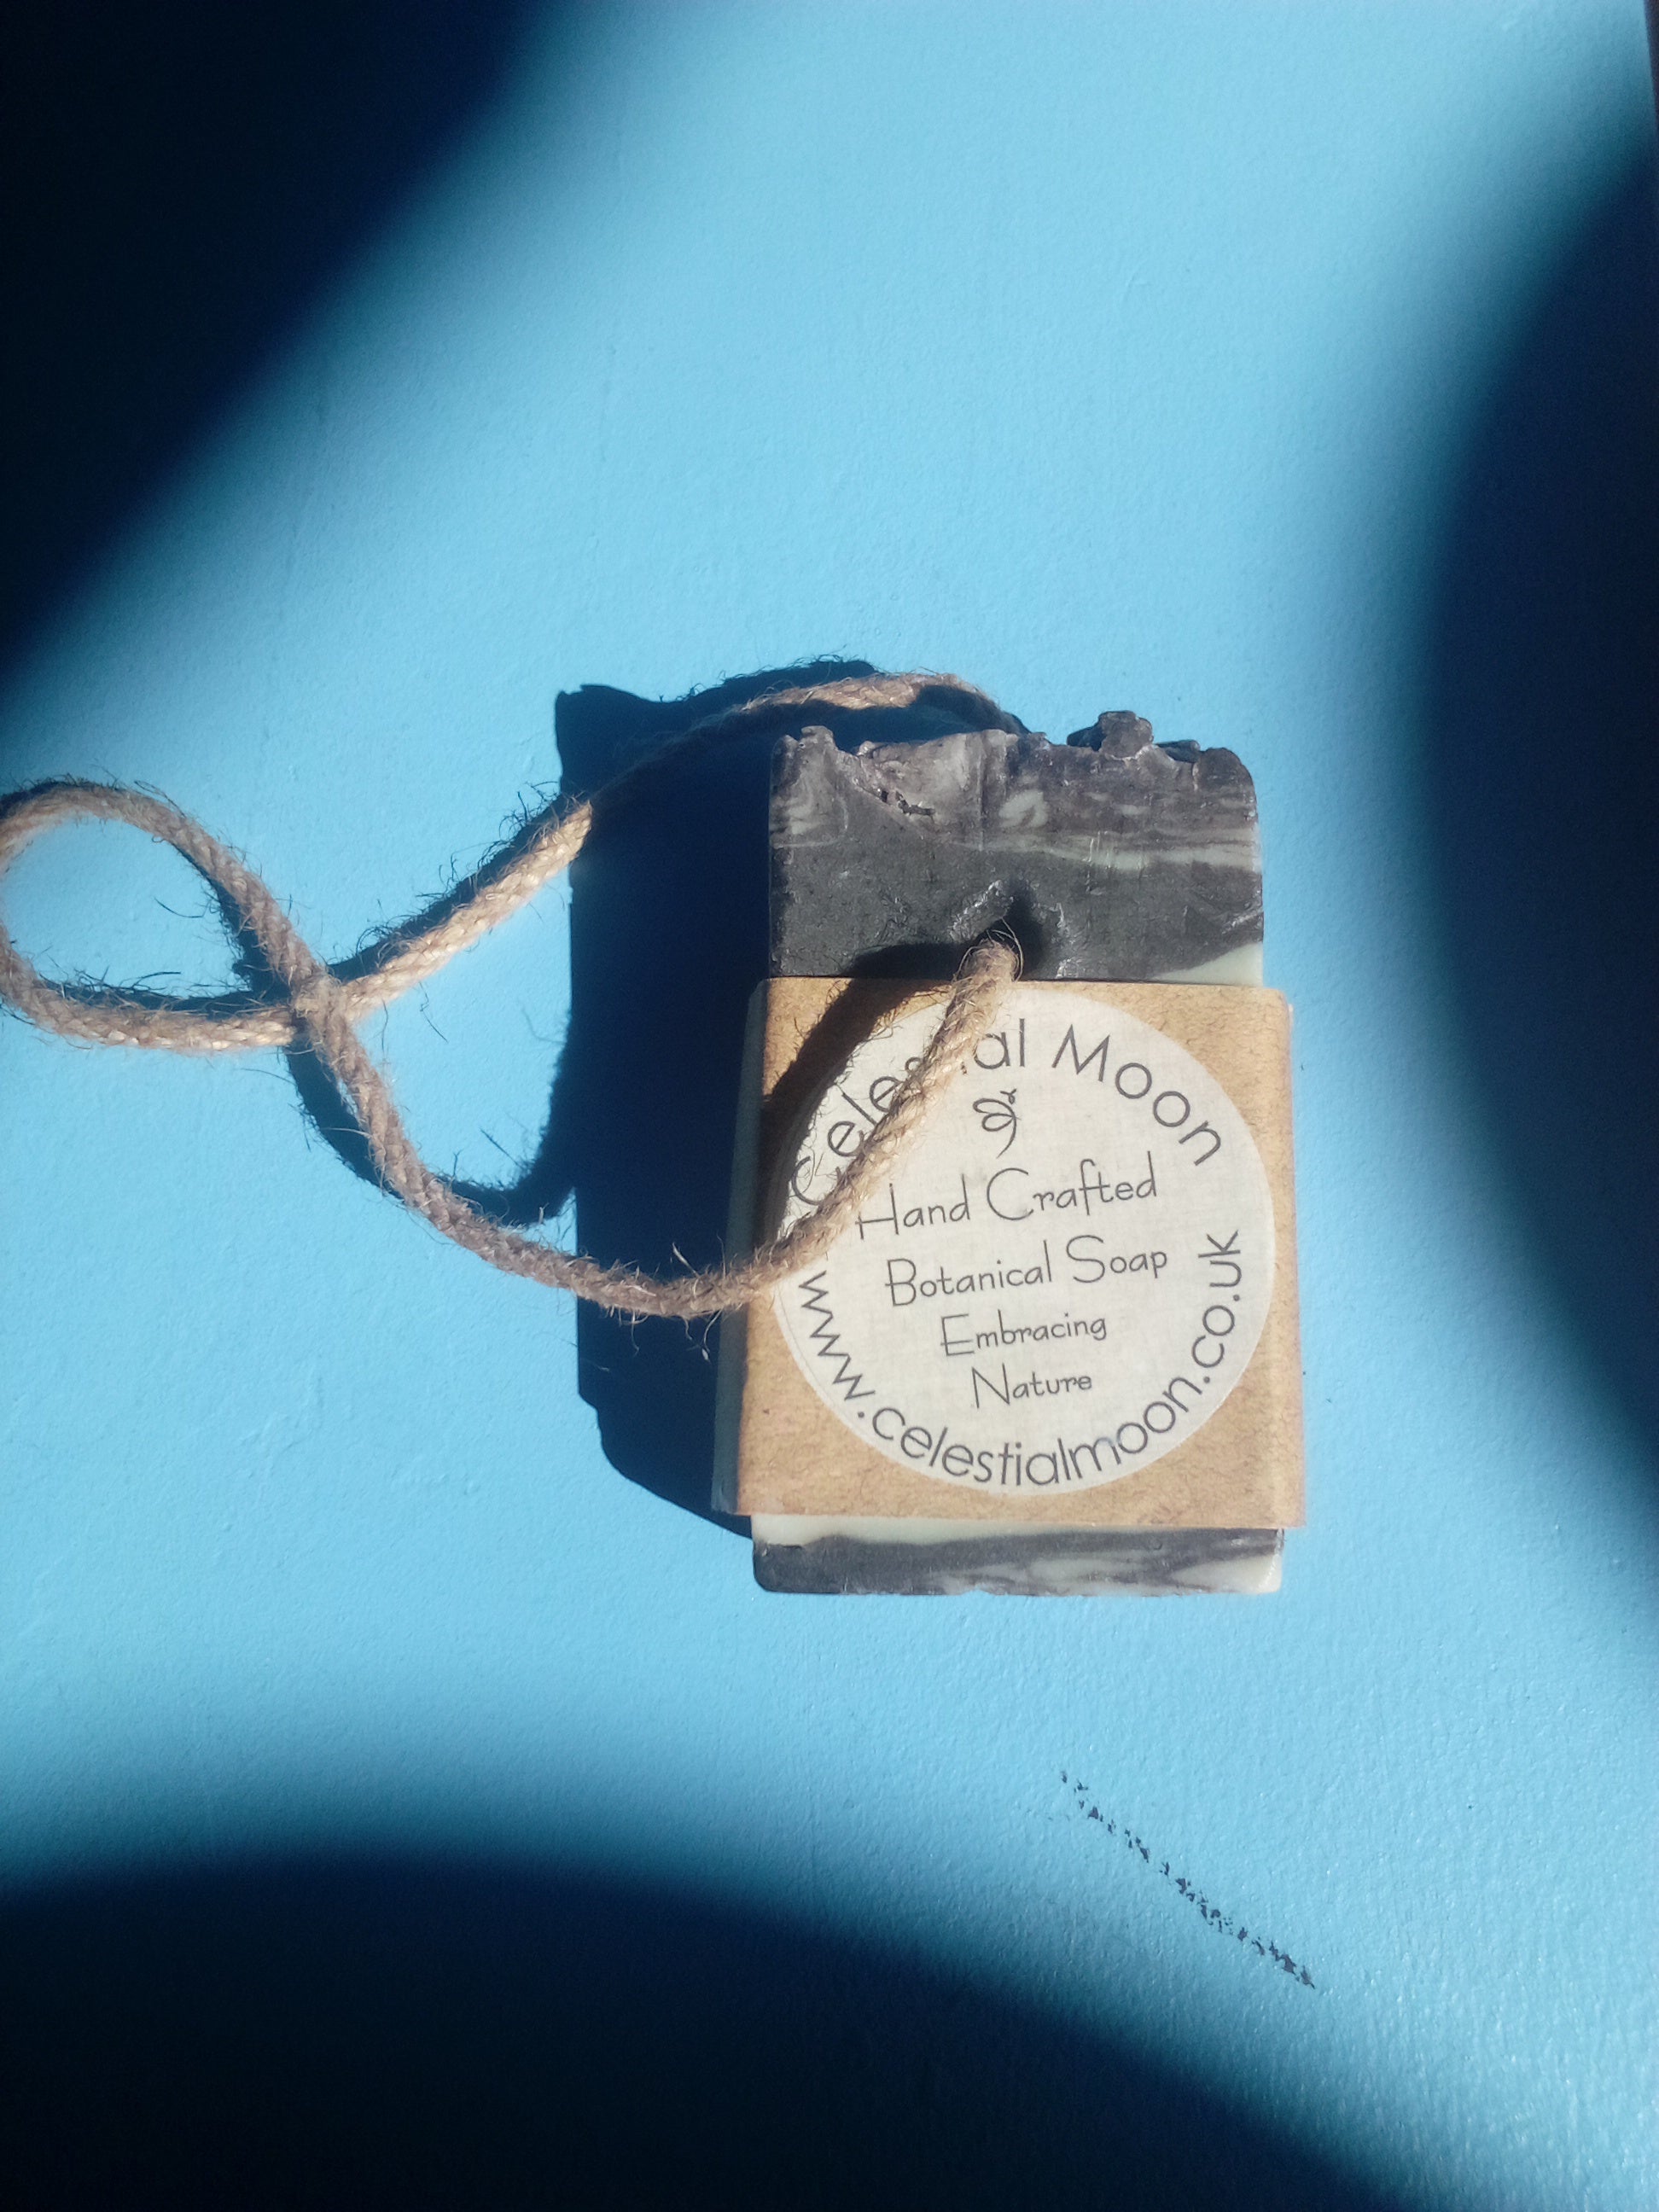 Celestial Moon
Hand Crafted
Botanical Soap
Embracing
Nature
www.celestialmoon.co.uk